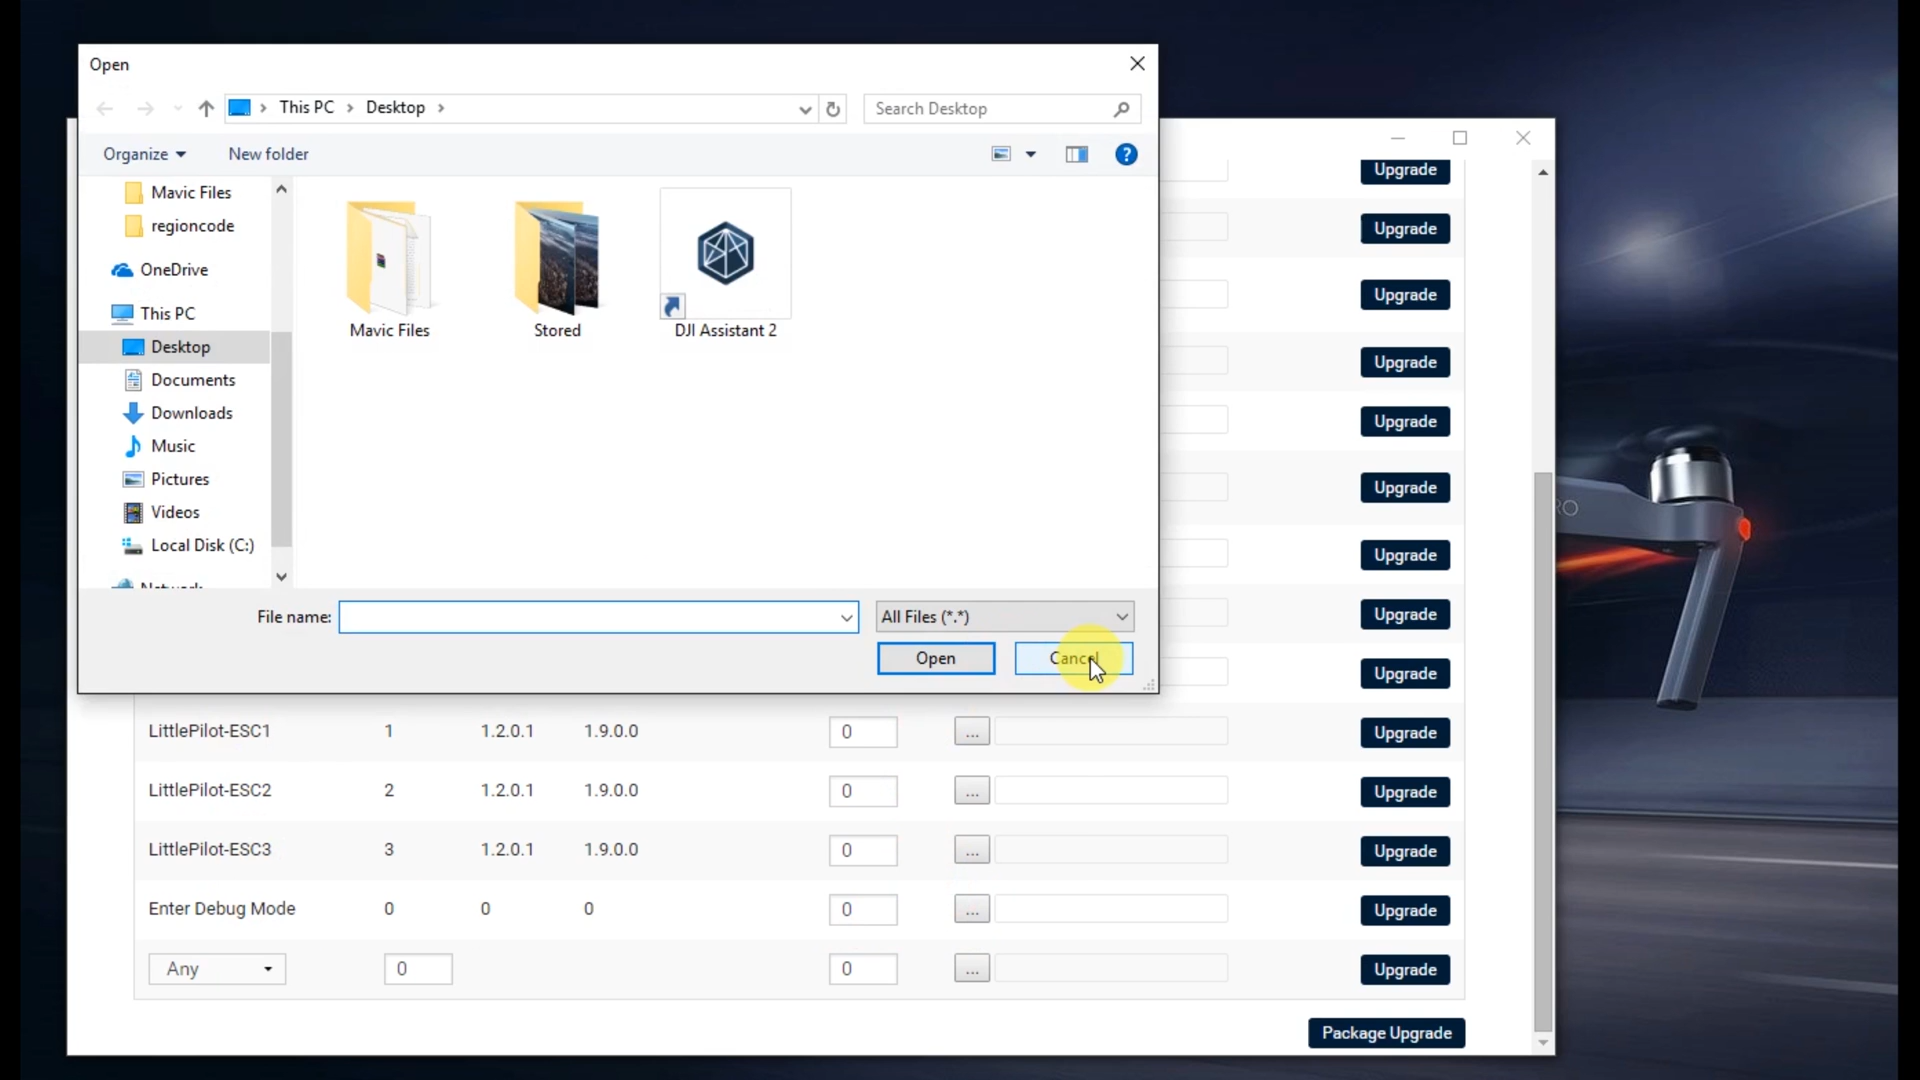 Open
This PC > Desktop >
Search Desktop
Organize
New folder
Mavic Files
regioncode
OneDrive
This PC
Desktop
Documents
Downloads
Music
Pictures
Videos
Local Disk (C:)
Network
Mavic Files
Stored
DJI Assistant 2
File name:
All Files (*.*)
Open
Cancel
Upgrade
Upgrade
Upgrade
Upgrade
Upgrade
Upgrade
Upgrade
Upgrade
Upgrade
LittlePilot-ESC1 1 1.2.0.1 1.9.0.0 0 ... Upgrade
LittlePilot-ESC2 2 1.2.0.1 1.9.0.0 0 ... Upgrade
LittlePilot-ESC3 3 1.2.0.1 1.9.0.0 0 ... Upgrade
Enter Debug Mode 0 0 0 0 ... Upgrade
Any 0 0 ... Upgrade
Package Upgrade
RO